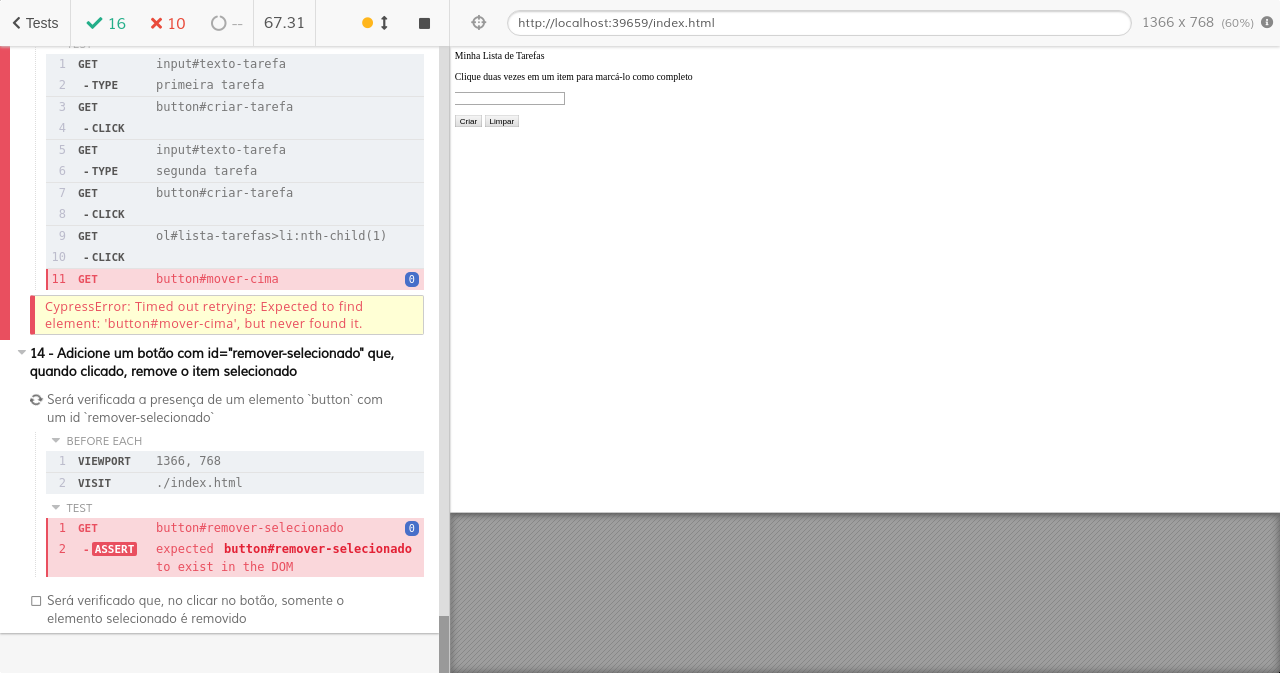 Tests
16
10
--
67.31
http://localhost:39659/index.html
1366 x 768 (60%)
TEST
1 GET input#texto-tarefa
2 - TYPE primeira tarefa
3 GET button#criar-tarefa
4 - CLICK
5 GET input#texto-tarefa
6 - TYPE segunda tarefa
7 GET button#criar-tarefa
8 - CLICK
9 GET ol#lista-tarefas>li:nth-child(1)
10 - CLICK
11 GET button#mover-cima 0
CypressError: Timed out retrying: Expected to find
element: 'button#mover-cima', but never found it.
14 - Adicione um botão com id="remover-selecionado" que,
quando clicado, remove o item selecionado
Será verificada a presença de um elemento `button` com
um id `remover-selecionado`
BEFORE EACH
1 VIEWPORT 1366, 768
2 VISIT ./index.html
TEST
1 GET button#remover-selecionado 0
2 - ASSERT expected button#remover-selecionado
to exist in the DOM
Será verificado que, no clicar no botão, somente o
elemento selecionado é removido
Minha Lista de Tarefas
Clique duas vezes em um item para marcá-lo como completo
Criar Limpar